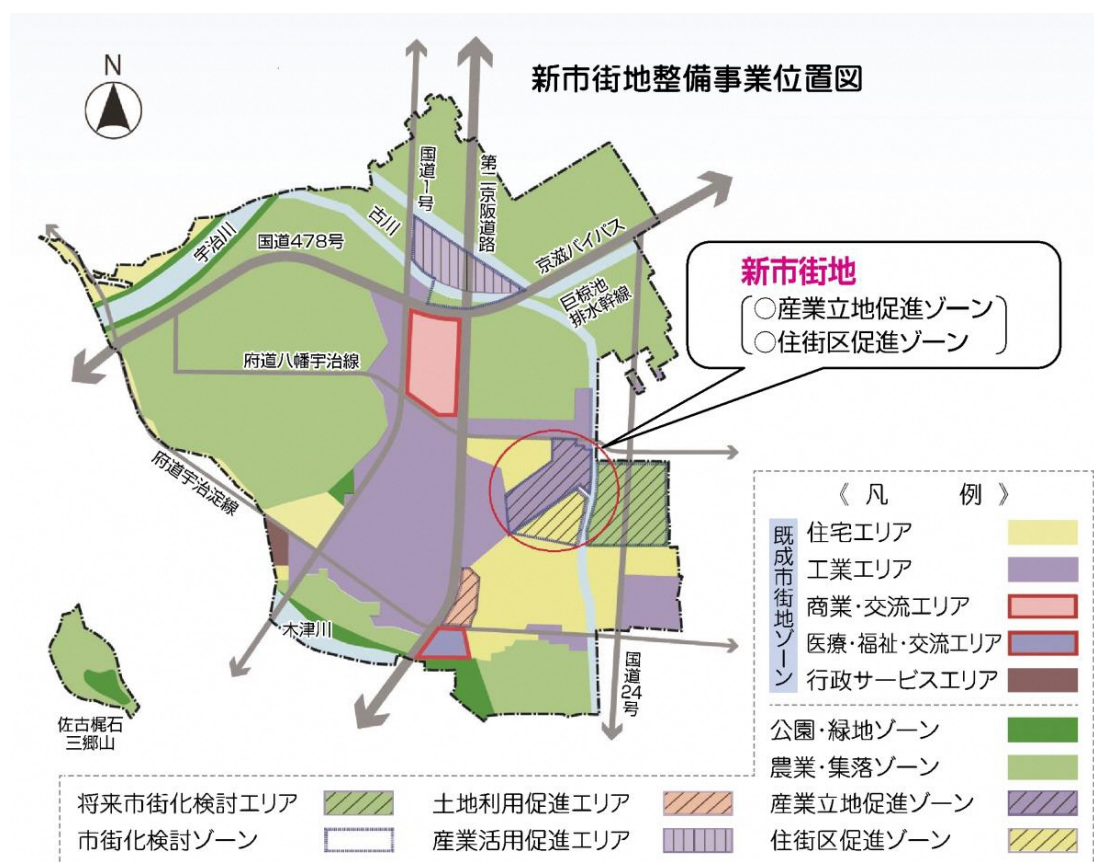 新市街地整備事業位置図
N
国道1号
第二京阪道路
古川
宇治川
国道478号
京滋バイパス
巨椋池
排水幹線
新市街地
○産業立地促進ゾーン
○住街区促進ゾーン
府道八幡宇治線
府道宇治淀線
木津川
国道24号
佐古梶石
三郷山
《 凡 例 》
既成市街地ゾーン
住宅エリア
工業エリア
商業・交流エリア
医療・福祉・交流エリア
行政サービスエリア
公園・緑地ゾーン
農業・集落ゾーン
将来市街化検討エリア
土地利用促進エリア
産業立地促進ゾーン
市街化検討ゾーン
産業活用促進エリア
住街区促進ゾーン